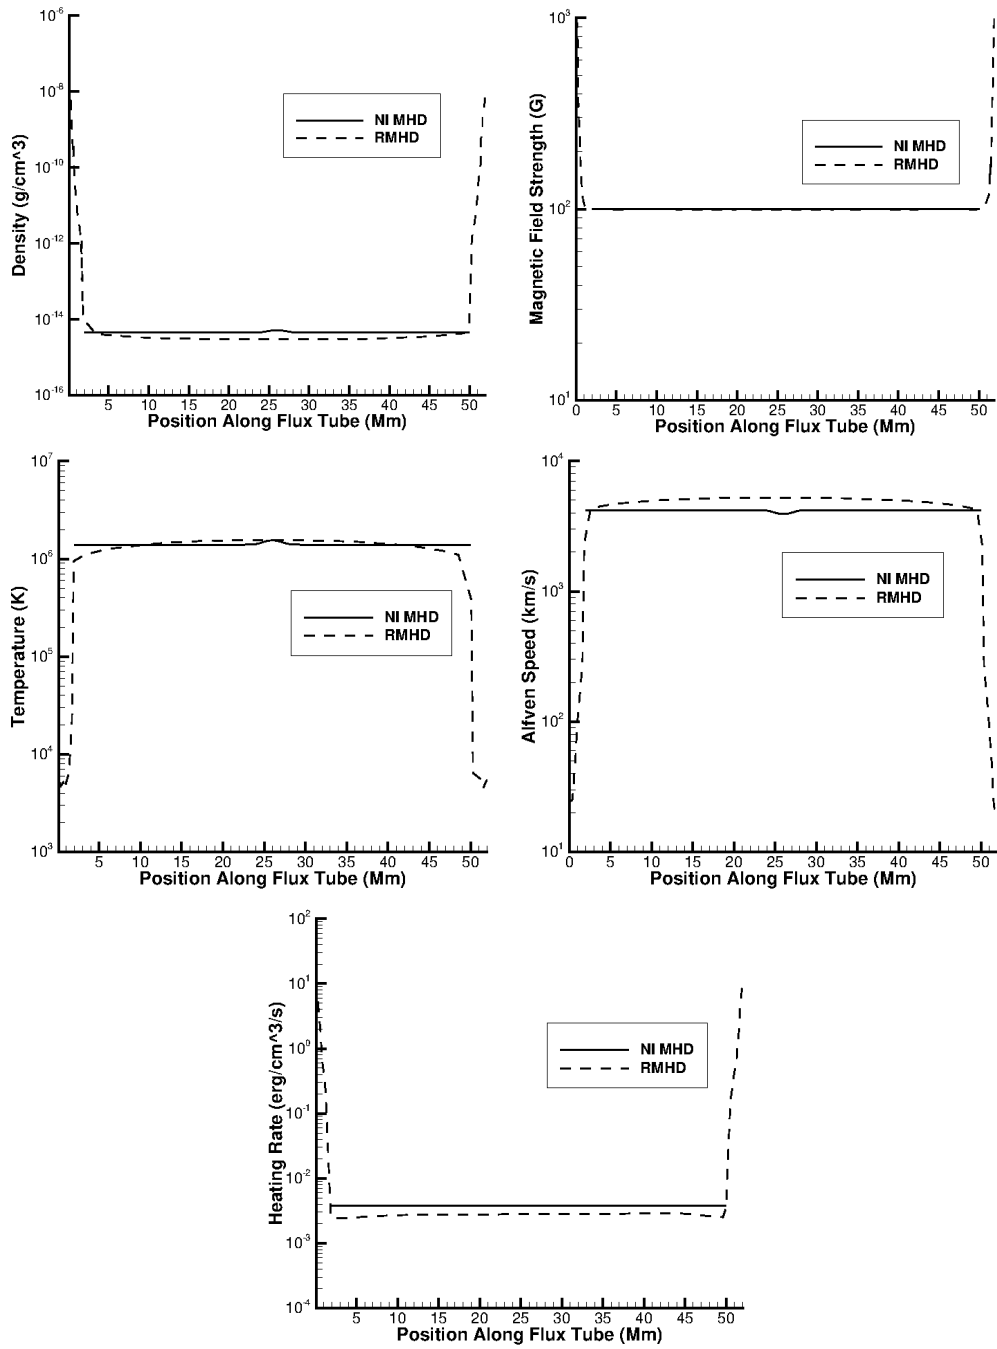 Density (g/cm^3)
10^-6
10^-8
10^-10
10^-12
10^-14
10^-16
NI MHD
RMHD
5 10 15 20 25 30 35 40 45 50
Position Along Flux Tube (Mm)
Magnetic Field Strength (G)
10^3
10^2
10^1
NI MHD
RMHD
0 5 10 15 20 25 30 35 40 45 50
Position Along Flux Tube (Mm)
Temperature (K)
10^7
10^6
10^5
10^4
10^3
NI MHD
RMHD
5 10 15 20 25 30 35 40 45 50
Position Along Flux Tube (Mm)
Alfven Speed (km/s)
10^4
10^3
10^2
10^1
NI MHD
RMHD
0 5 10 15 20 25 30 35 40 45 50
Position Along Flux Tube (Mm)
Heating Rate (erg/cm^3/s)
10^2
10^1
10^0
10^-1
10^-2
10^-3
10^-4
NI MHD
RMHD
5 10 15 20 25 30 35 40 45 50
Position Along Flux Tube (Mm)